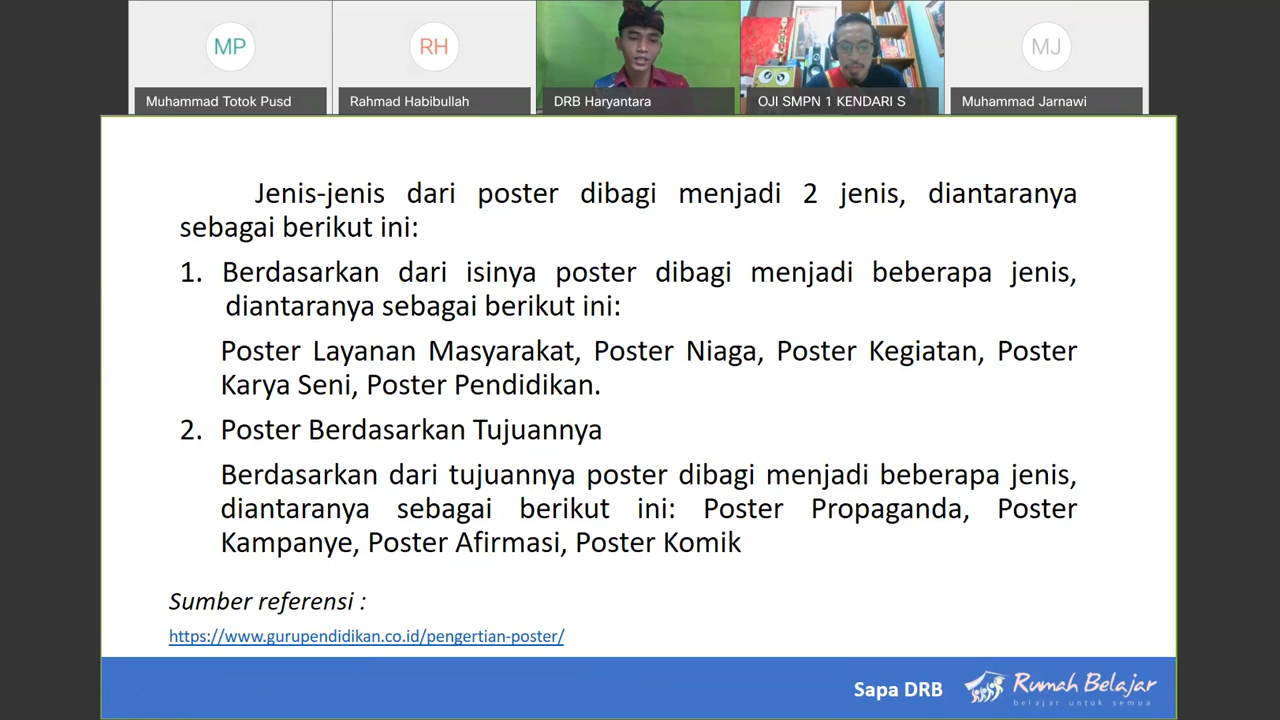 MP
RH
MJ
Muhammad Totok Pusd
Rahmad Habibullah
DRB Haryantara
OJI SMPN 1 KENDARI S
Muhammad Jarnawi
Jenis-jenis dari poster dibagi menjadi 2 jenis, diantaranya
sebagai berikut ini:
1. Berdasarkan dari isinya poster dibagi menjadi beberapa jenis,
diantaranya sebagai berikut ini:
Poster Layanan Masyarakat, Poster Niaga, Poster Kegiatan, Poster
Karya Seni, Poster Pendidikan.
2. Poster Berdasarkan Tujuannya
Berdasarkan dari tujuannya poster dibagi menjadi beberapa jenis,
diantaranya sebagai berikut ini: Poster Propaganda, Poster
Kampanye, Poster Afirmasi, Poster Komik
Sumber referensi :
https://www.gurupendidikan.co.id/pengertian-poster/
Sapa DRB
Rumah Belajar
belajar untuk semua